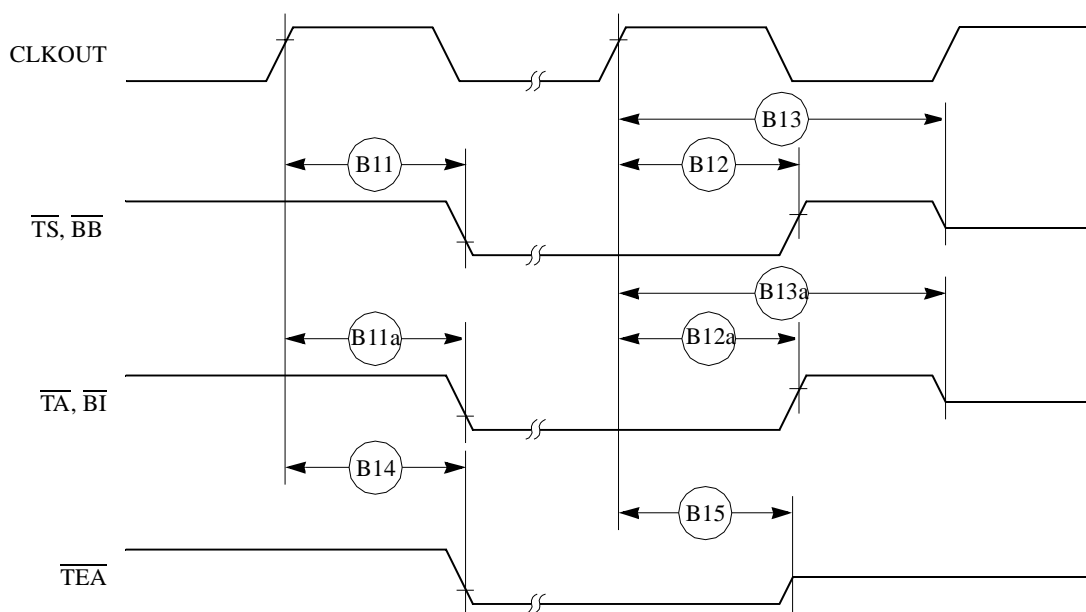 CLKOUT
B13
B11
B12
TS, BB
B13a
B11a
B12a
TA, BI
B14
B15
TEA